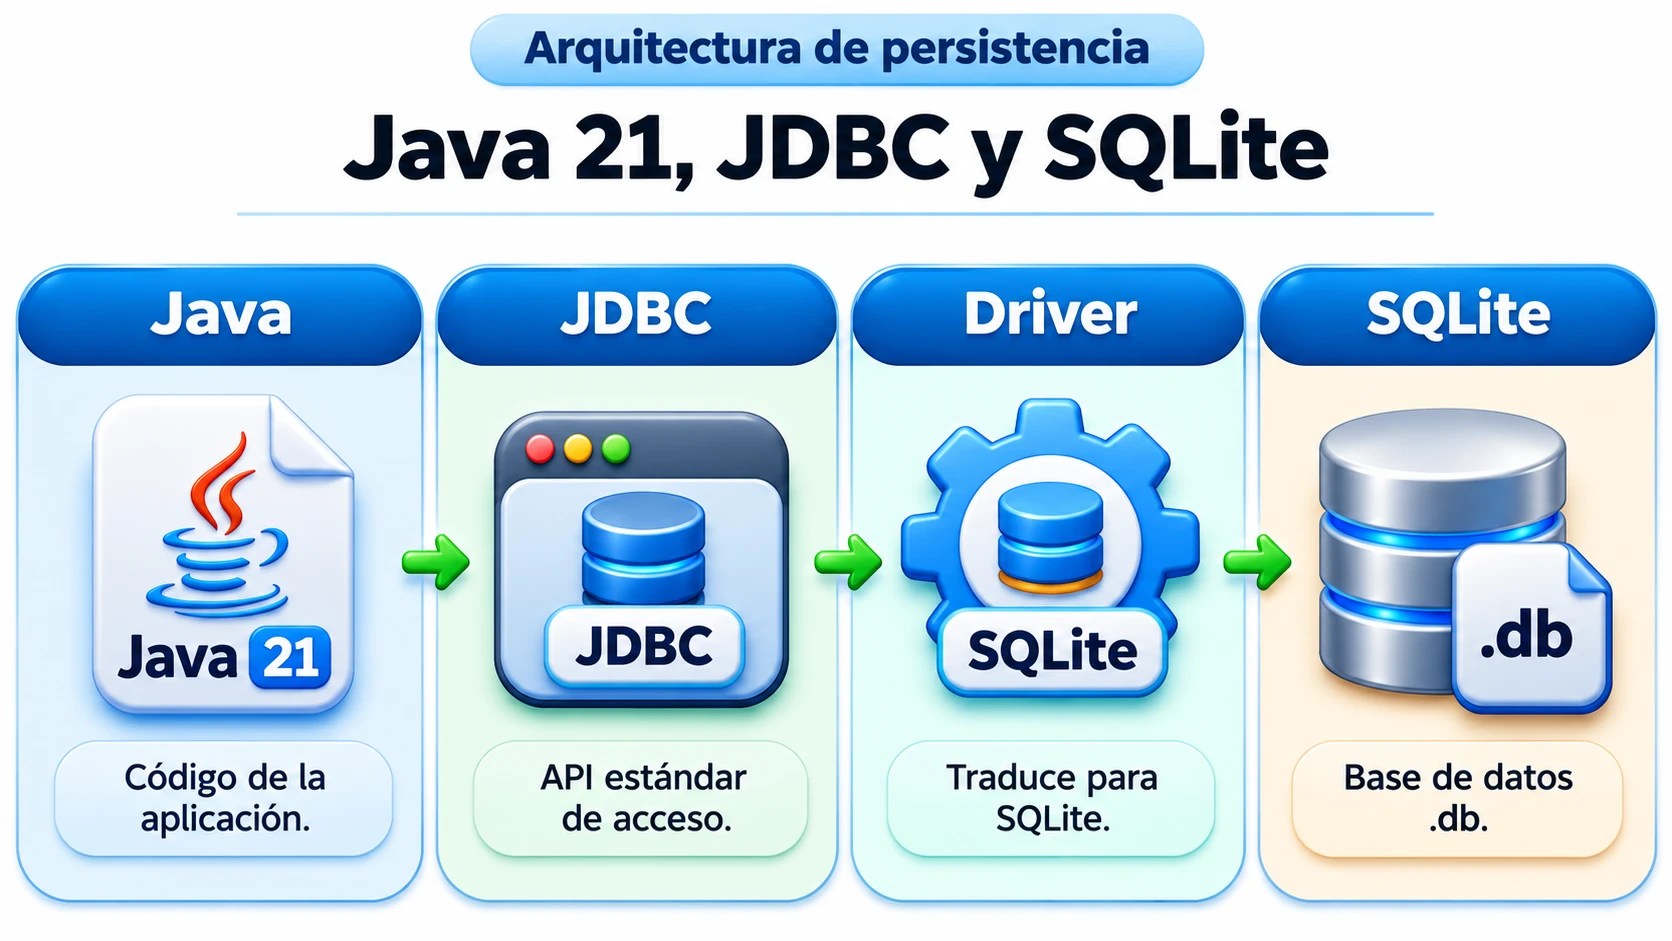 Arquitectura de persistencia
Java 21, JDBC y SQLite
Java
JDBC
Driver
SQLite
Java 21
JDBC
SQLite
.db
Código de la
aplicación.
API estándar
de acceso.
Traduce para
SQLite.
Base de datos
.db.